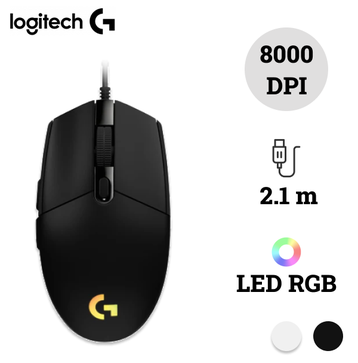 logitech G
8000
DPI
2.1 m
LED RGB
G